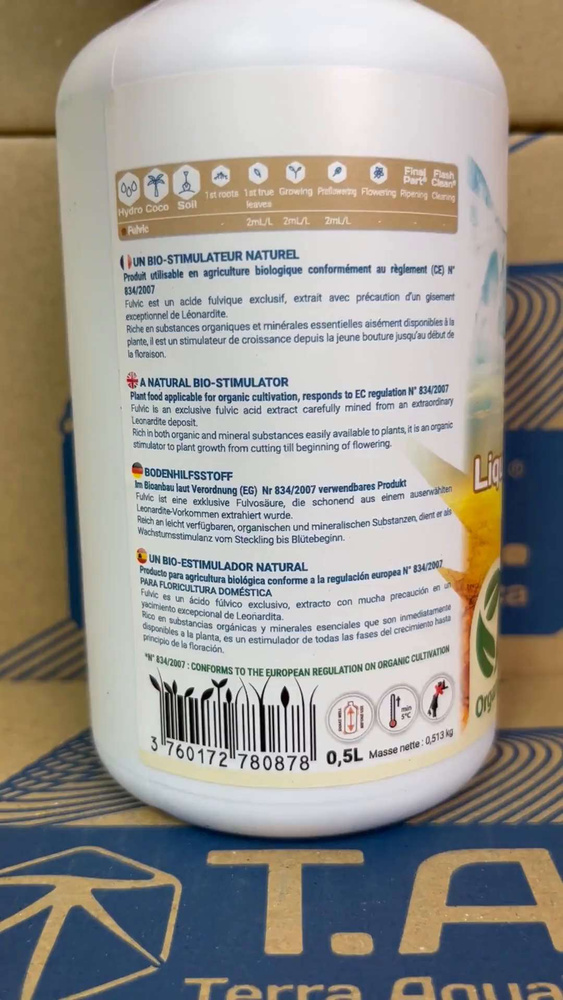 Hydro Coco Soil 1st roots 1st true leaves Growing Preflowering Flowering Final Part® Ripening Flash Clean® Cleaning
Fulvic - 2mL/L 2mL/L 2mL/L - - -
UN BIO-STIMULATEUR NATUREL
Produit utilisable en agriculture biologique conformément au règlement (CE) N°
834/2007
Fulvic est un acide fulvique exclusif, extrait avec précaution d'un gisement
exceptionnel de Léonardite.
Riche en substances organiques et minérales essentielles aisément disponibles à la
plante, il est un stimulateur de croissance depuis la jeune bouture jusqu'au début de
la floraison.
A NATURAL BIO-STIMULATOR
Plant food applicable for organic cultivation, responds to EC regulation N° 834/2007
Fulvic is an exclusive fulvic acid extract carefully mined from an extraordinary
Leonardite deposit.
Rich in both organic and mineral substances easily available to plants, it is an organic
stimulator to plant growth from cutting till beginning of flowering.
BODENHILFSSTOFF
Im Bioanbau laut Verordnung (EG) Nr 834/2007 verwendbares Produkt
Fulvic ist eine exklusive Fulvosäure, die schonend aus einem auserwählten
Leonardite-Vorkommen extrahiert wurde.
Reich an leicht verfügbaren, organischen und mineralischen Substanzen, dient er als
Wachstumsstimulanz vom Steckling bis Blütebeginn.
UN BIO-ESTIMULADOR NATURAL
Producto para agricultura biológica conforme a la regulación europea N° 834/2007
PARA FLORICULTURA DOMÉSTICA
Fulvic es un ácido fúlvico exclusivo, extracto con mucha precaución en un
yacimiento excepcional de Leonardita.
Rico en substancias orgánicas y minerales esenciales que son inmediatamente
disponibles a la planta, es un estimulador de todas las fases del crecimiento hasta
principio de la floración.
*N° 834/2007 : CONFORMS TO THE EUROPEAN REGULATION ON ORGANIC CULTIVATION
min
5°C
3 760172 780878
0,5L Masse nette : 0,513 kg
Liq
Orga
T.A
Terra Aqua